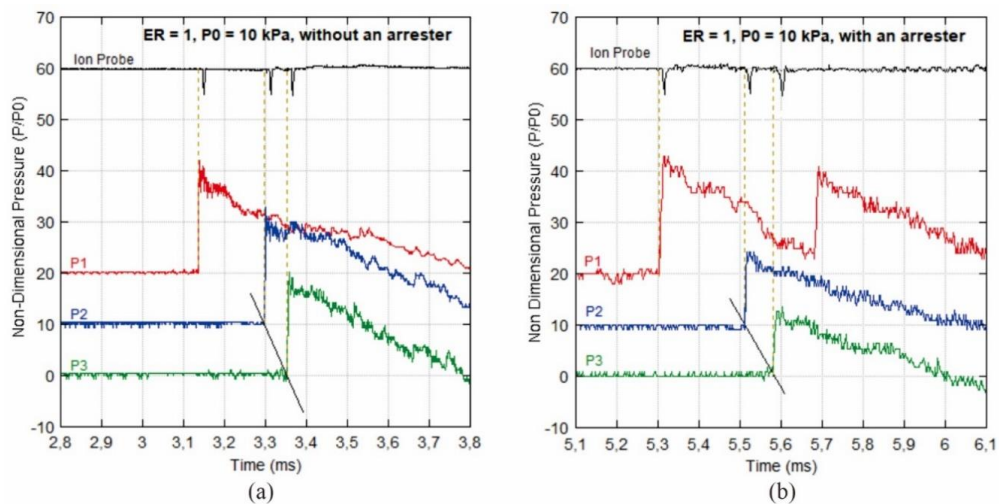 ER = 1, P0 = 10 kPa, without an arrester
Ion Probe
Non-Dimensional Pressure (P/P0)
70
60
50
40
30
20
10
0
-10
P1
P2
P3
2,8 3 3,1 3,2 3,3 3,4 3,5 3,6 3,7 3,8
Time (ms)
(a)
ER = 1, P0 = 10 kPa, with an arrester
Ion Probe
Non Dimensional Pressure (P/P0)
70
60
50
40
30
20
10
0
-10
P1
P2
P3
5,1 5,2 5,3 5,4 5,5 5,6 5,7 5,8 5,9 6 6,1
Time (ms)
(b)